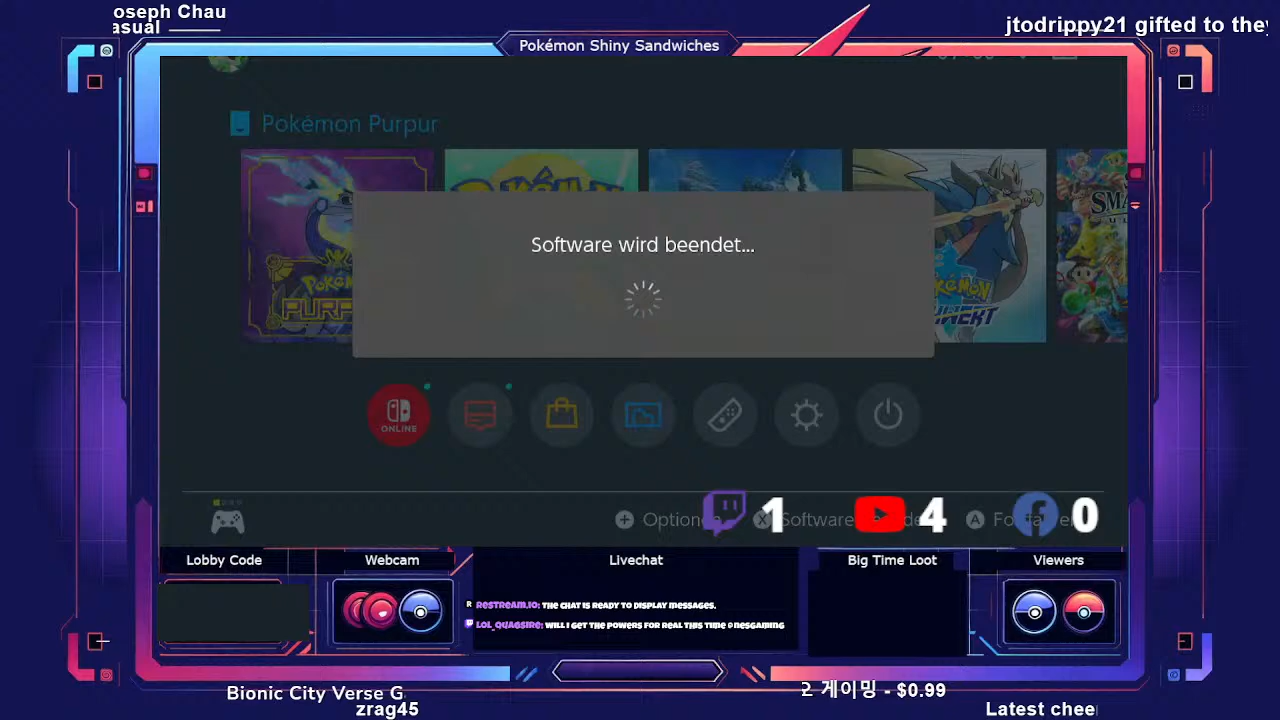 oseph Chau
asual
jtodrippy21 gifted to the
Pokémon Shiny Sandwiches
Pokémon Purpur
Software wird beendet...
ONLINE
1
4
0
Lobby Code
Webcam
Livechat
Big Time Loot
Viewers
RESTREAM.IO: THE CHAT IS READY TO DISPLAY MESSAGES.
LOL_QUAGSIRE: WILL I GET THE POWERS FOR REAL THIS TIME @NESGAMING
Bionic City Verse G
zrag45
2 게이밍 - $0.99
Latest chee